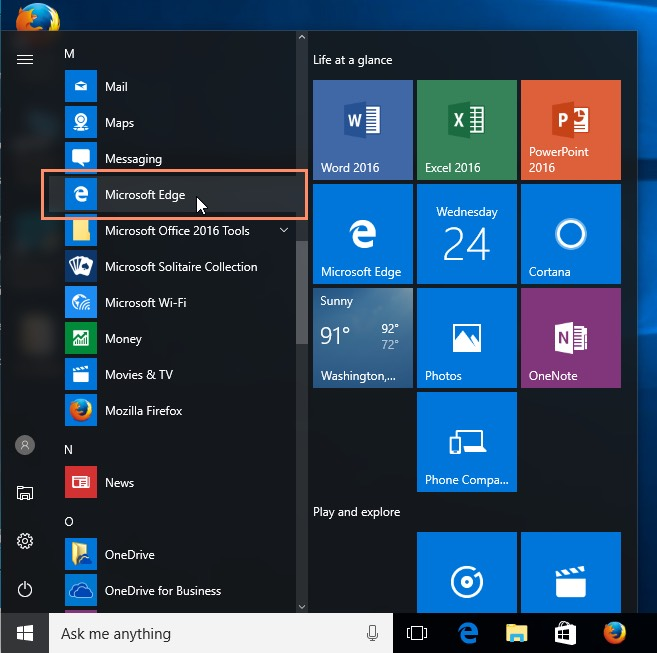 M
Mail
Maps
Messaging
Microsoft Edge
Microsoft Office 2016 Tools
Microsoft Solitaire Collection
Microsoft Wi-Fi
Money
Movies & TV
Mozilla Firefox
N
News
O
OneDrive
OneDrive for Business
Life at a glance
Word 2016
Excel 2016
PowerPoint
2016
Microsoft Edge
Wednesday
24
Cortana
Sunny
91°
92°
72°
Washington,...
Photos
OneNote
Phone Compa...
Play and explore
Ask me anything